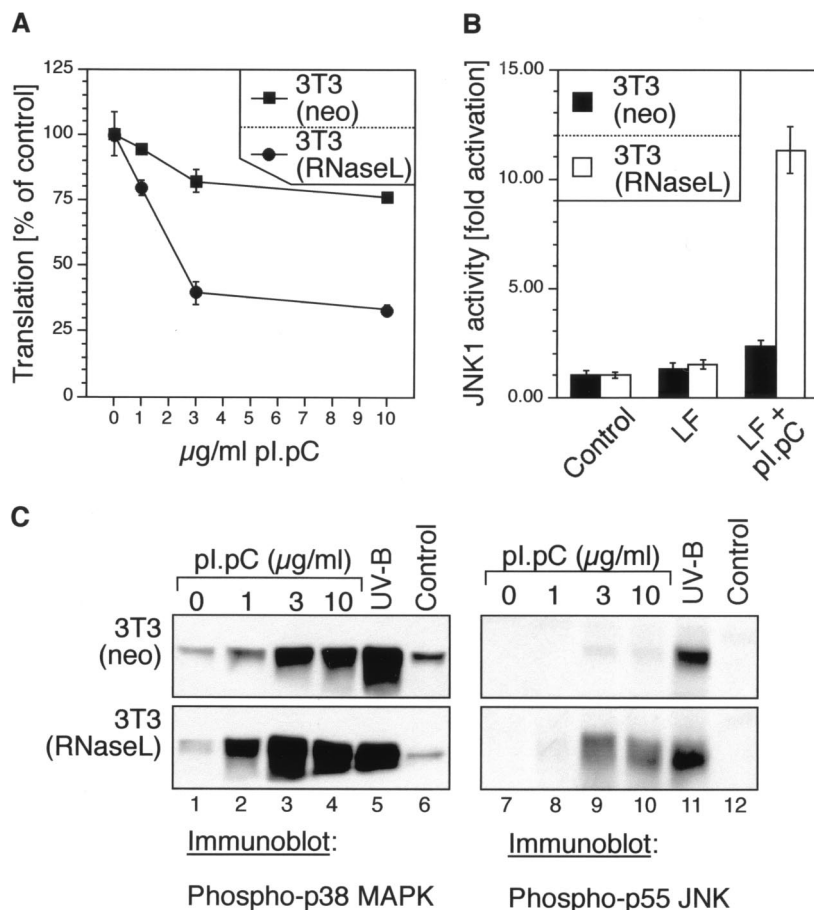 A
Translation [% of control]
125
100
75
50
25
0
3T3
(neo)
3T3
(RNaseL)
0 1 2 3 4 5 6 7 8 9 10
µg/ml pI.pC
B
JNK1 activity [fold activation]
15.00
10.00
5.00
0.00
3T3
(neo)
3T3
(RNaseL)
Control
LF
LF +
pI.pC
C
pI.pC (µg/ml)
0 1 3 10 UV-B Control
pI.pC (µg/ml)
0 1 3 10 UV-B Control
3T3
(neo)
3T3
(RNaseL)
1 2 3 4 5 6
7 8 9 10 11 12
Immunoblot:
Phospho-p38 MAPK
Immunoblot:
Phospho-p55 JNK